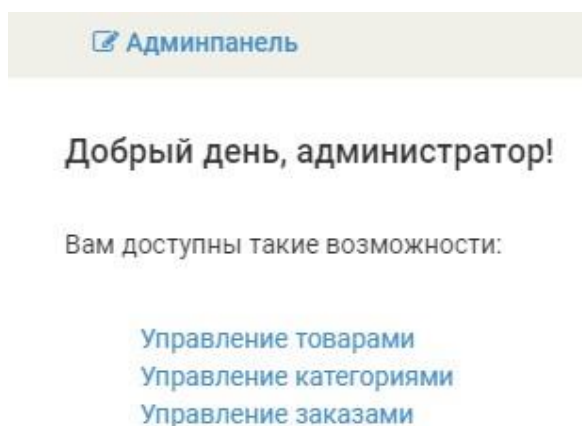 Админпанель
Добрый день, администратор!
Вам доступны такие возможности:
Управление товарами
Управление категориями
Управление заказами